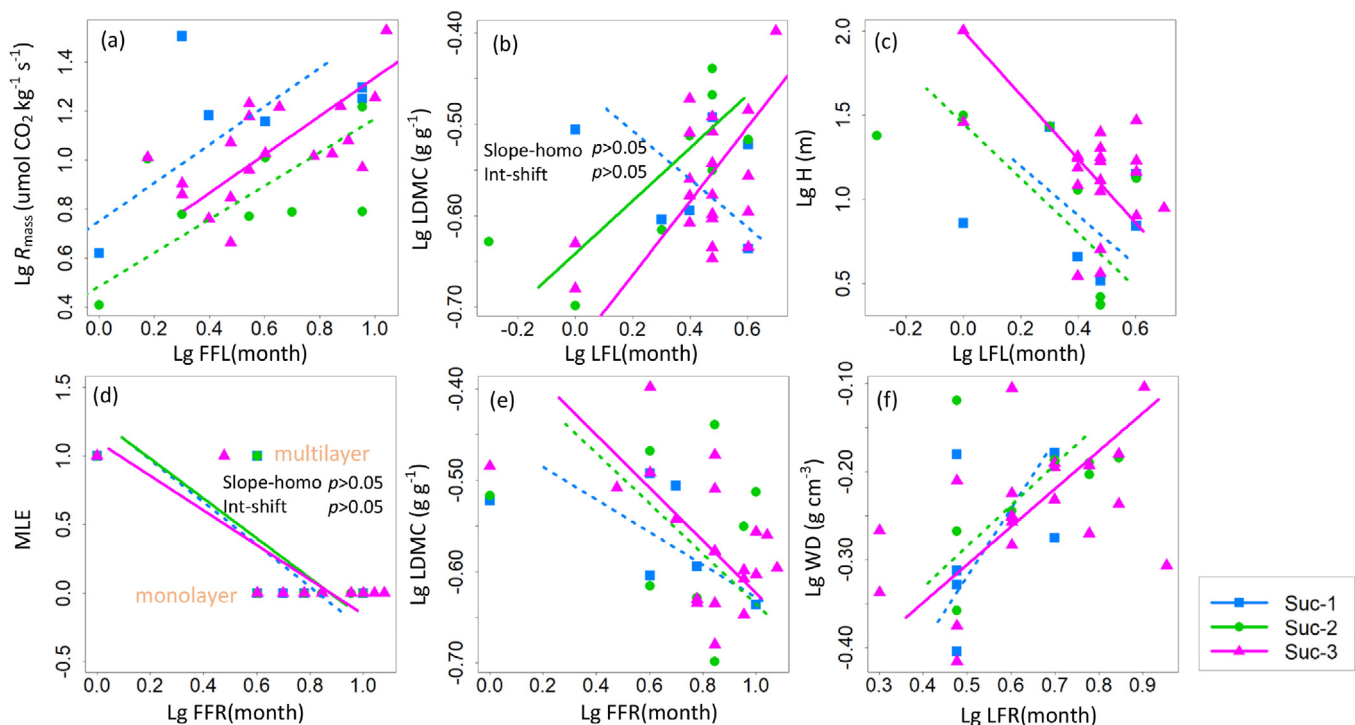 (a)
Lg Rmass (umol CO2 kg-1 s-1)
0.4 0.6 0.8 1.0 1.2 1.4
0.0 0.2 0.4 0.6 0.8 1.0
Lg FFL(month)
(b)
Lg LDMC (g g-1)
-0.70 -0.60 -0.50 -0.40
Slope-homo p>0.05
Int-shift p>0.05
-0.2 0.0 0.2 0.4 0.6
Lg LFL(month)
(c)
Lg H (m)
0.5 1.0 1.5 2.0
-0.2 0.0 0.2 0.4 0.6
Lg LFL(month)
(d)
MLE
-0.5 0.0 0.5 1.0 1.5
multilayer
Slope-homo p>0.05
Int-shift p>0.05
monolayer
0.0 0.2 0.4 0.6 0.8 1.0
Lg FFR(month)
(e)
Lg LDMC (g g-1)
-0.70 -0.60 -0.50 -0.40
0.0 0.2 0.4 0.6 0.8 1.0
Lg FFR(month)
(f)
Lg WD (g cm-3)
-0.40 -0.30 -0.20 -0.10
0.3 0.4 0.5 0.6 0.7 0.8 0.9
Lg LFR(month)
Suc-1
Suc-2
Suc-3